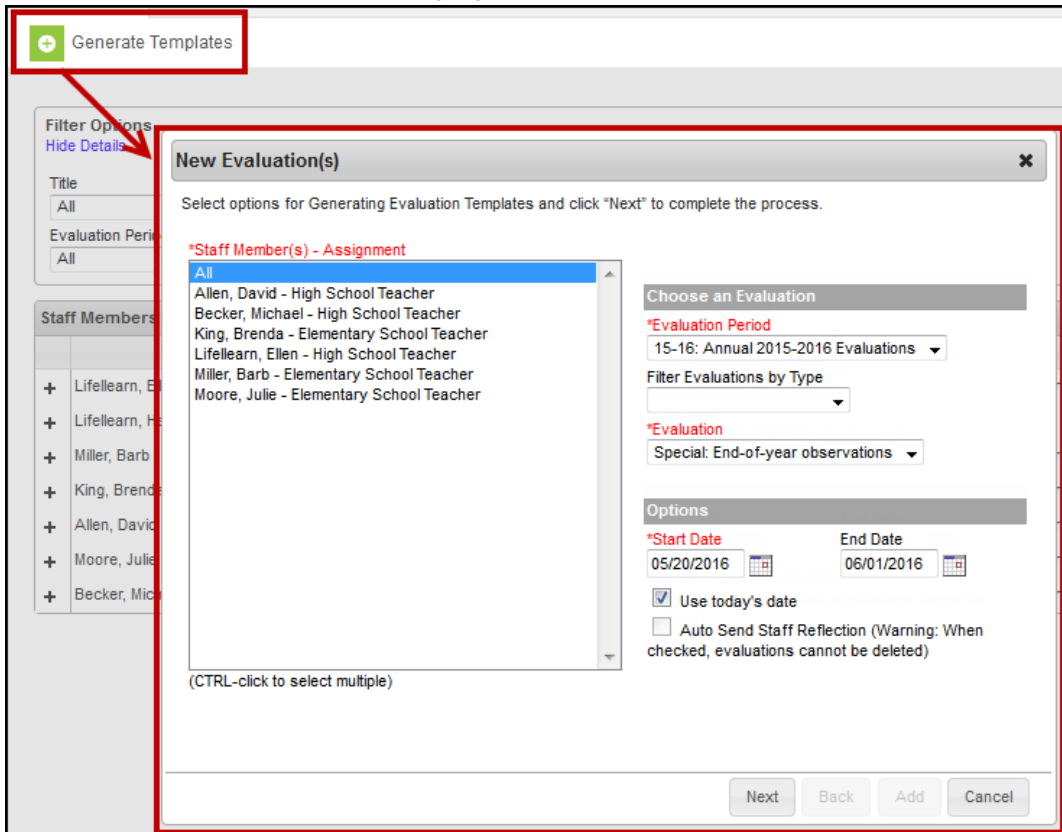 Generate Templates
Filter Options
Hide Details
Title
All
Evaluation Perio
All
Staff Members
Lifellearn, E
Lifellearn, H
Miller, Barb
King, Brenda
Allen, David
Moore, Julie
Becker, Mic
New Evaluation(s)
Select options for Generating Evaluation Templates and click “Next” to complete the process.
*Staff Member(s) - Assignment
All
Allen, David - High School Teacher
Becker, Michael - High School Teacher
King, Brenda - Elementary School Teacher
Lifellearn, Ellen - High School Teacher
Miller, Barb - Elementary School Teacher
Moore, Julie - Elementary School Teacher
(CTRL-click to select multiple)
Choose an Evaluation
*Evaluation Period
15-16: Annual 2015-2016 Evaluations
Filter Evaluations by Type
*Evaluation
Special: End-of-year observations
Options
*Start Date End Date
05/20/2016 06/01/2016
Use today's date
Auto Send Staff Reflection (Warning: When
checked, evaluations cannot be deleted)
Next Back Add Cancel